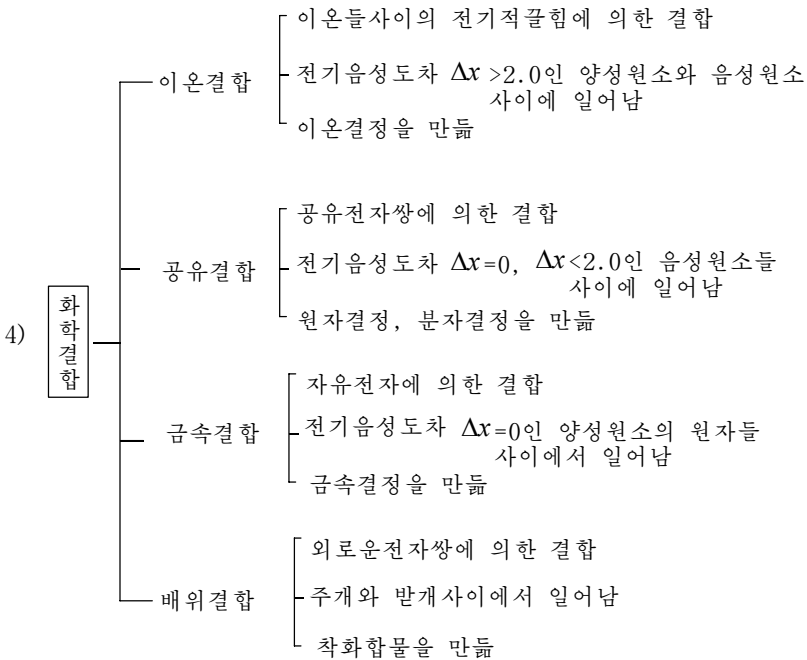 4)
화학결합
이온결합
이온들사이의 전기적끌힘에 의한 결합
전기음성도차 Δx >2.0인 양성원소와 음성원소
사이에 일어남
이온결정을 만듦
공유결합
공유전자쌍에 의한 결합
전기음성도차 Δx=0, Δx<2.0인 음성원소들
사이에 일어남
원자결정, 분자결정을 만듦
금속결합
자유전자에 의한 결합
전기음성도차 Δx=0인 양성원소의 원자들
사이에서 일어남
금속결정을 만듦
배위결합
외로운전자쌍에 의한 결합
주개와 받개사이에서 일어남
착화합물을 만듦